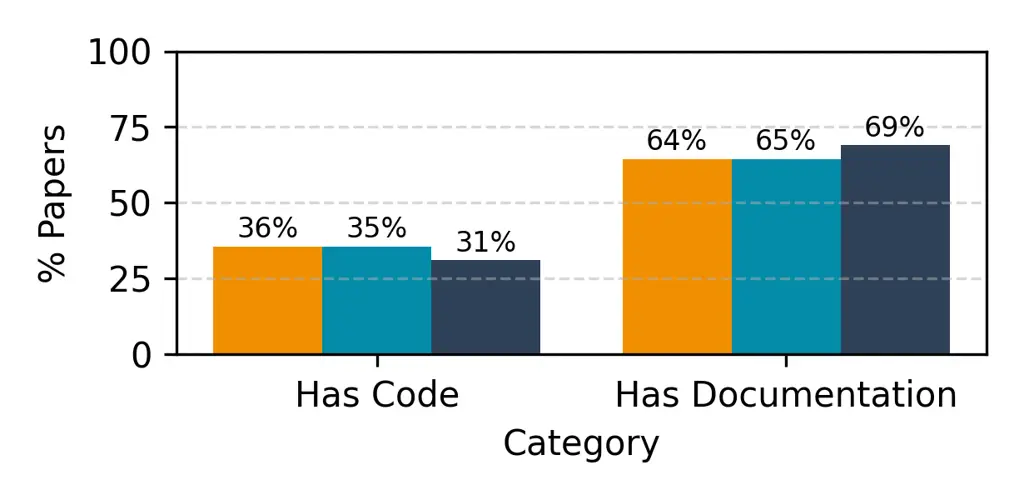 % Papers
100
75
50
25
0
36%
35%
31%
64%
65%
69%
Has Code
Has Documentation
Category